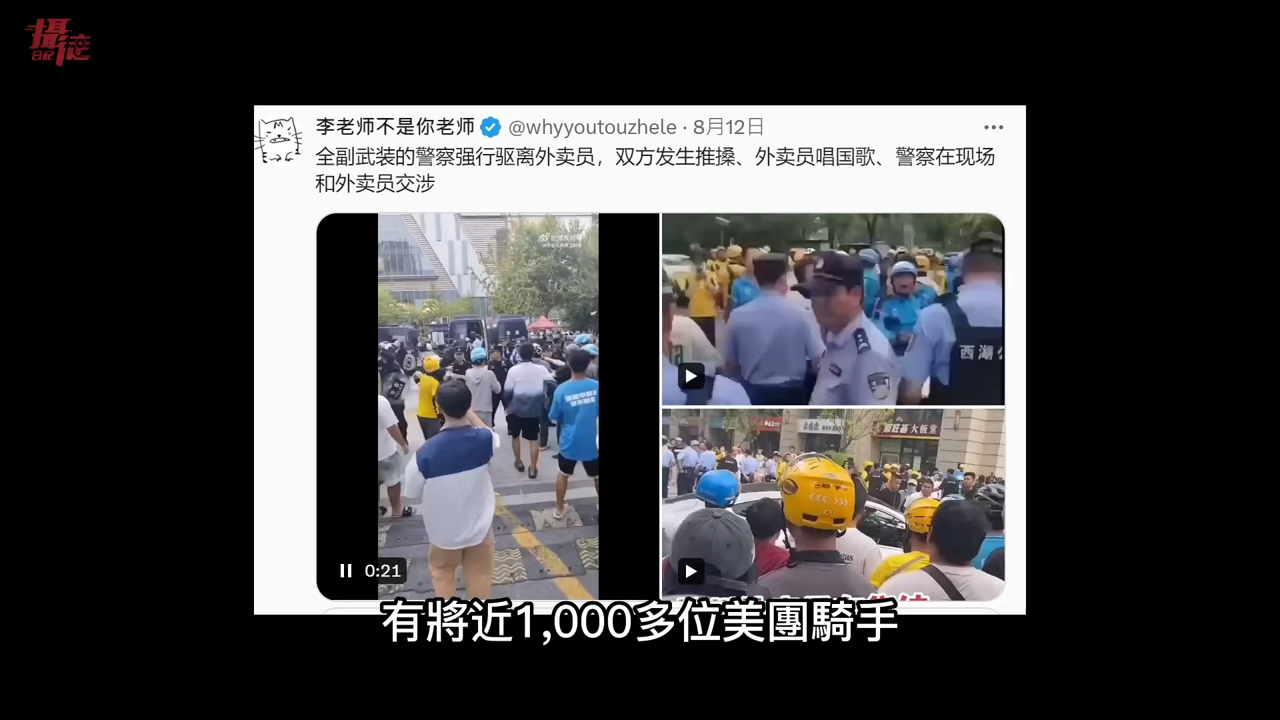 攝徒
日記
李老师不是你老师 @whyyoutouzhele · 8月12日
全副武装的警察强行驱离外卖员，双方发生推搡、外卖员唱国歌、警察在现场
和外卖员交涉
西湖
大饭堂
0:21
有將近1,000多位美團騎手